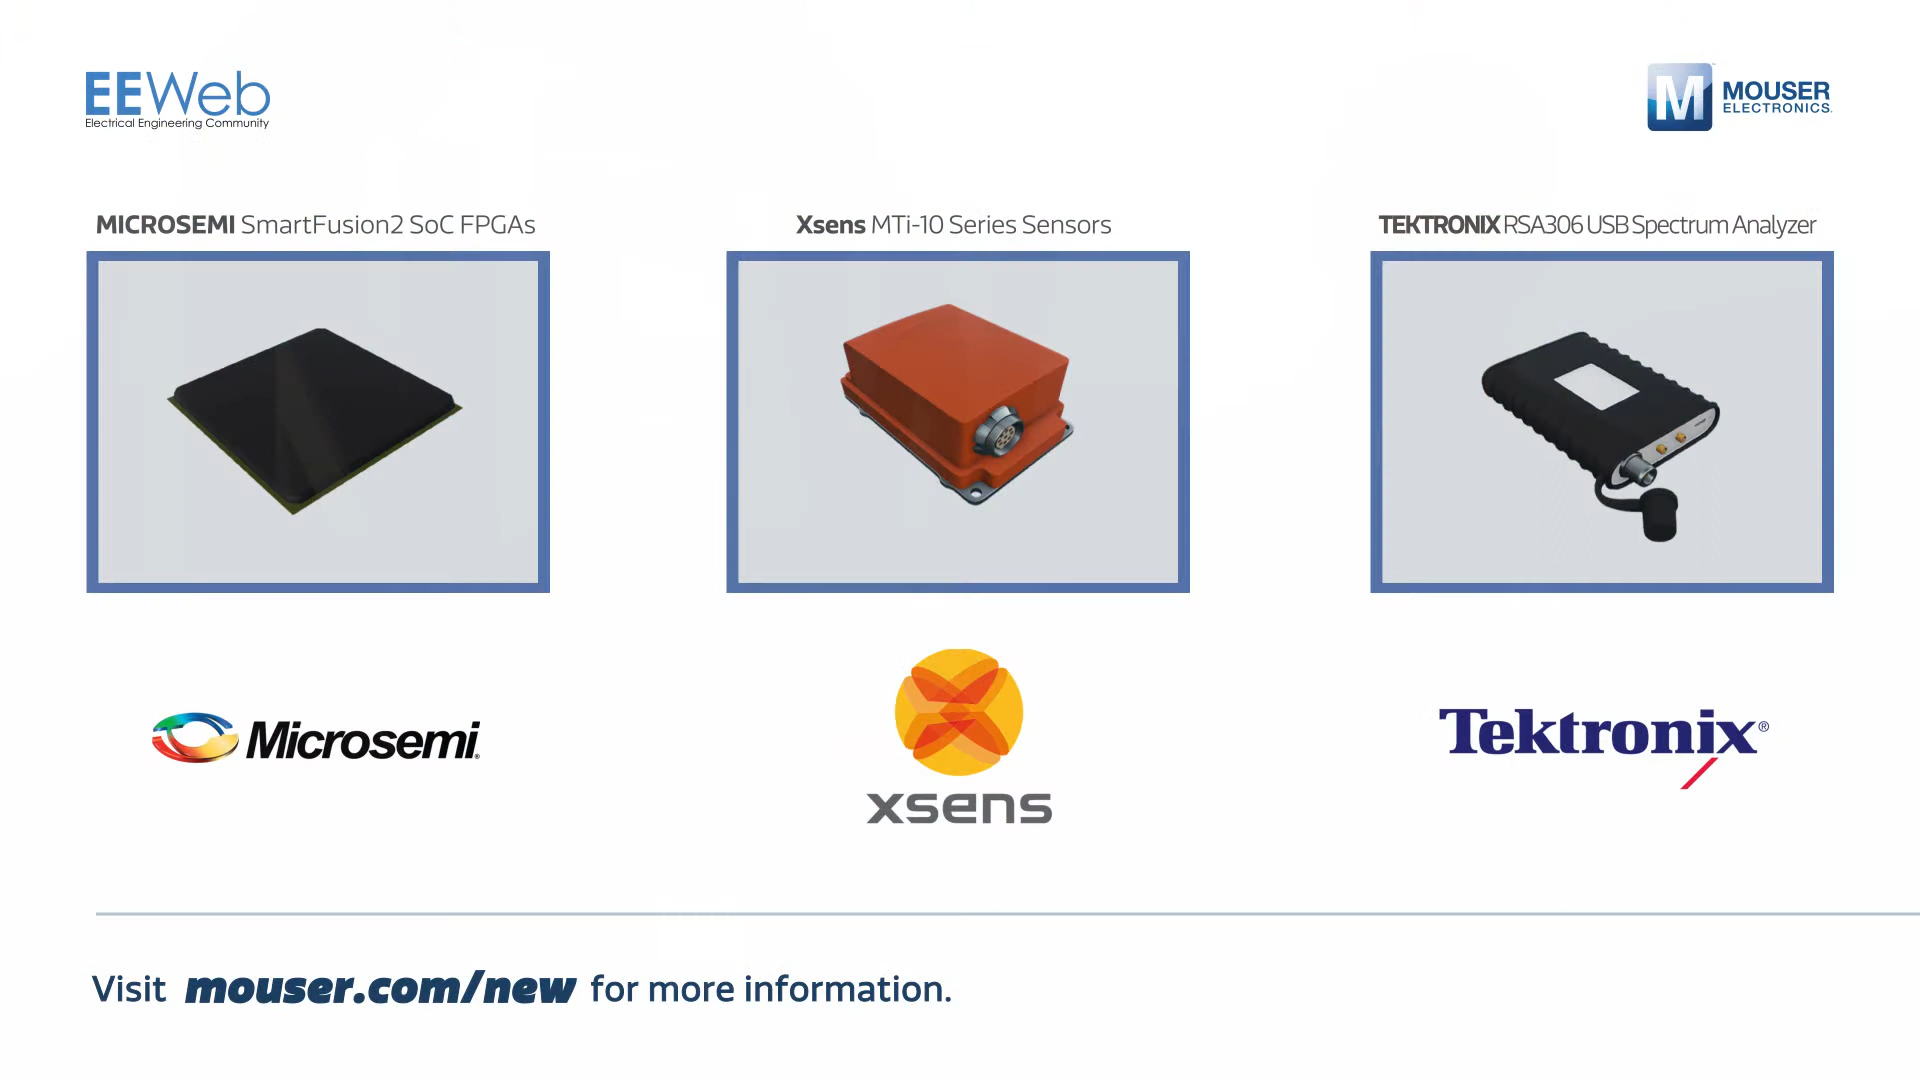 EEWeb
Electrical Engineering Community
M MOUSER
ELECTRONICS
MICROSEMI SmartFusion2 SoC FPGAs
Xsens MTi-10 Series Sensors
TEKTRONIX RSA306 USB Spectrum Analyzer
Microsemi®
xsens
Tektronix®
Visit mouser.com/new for more information.